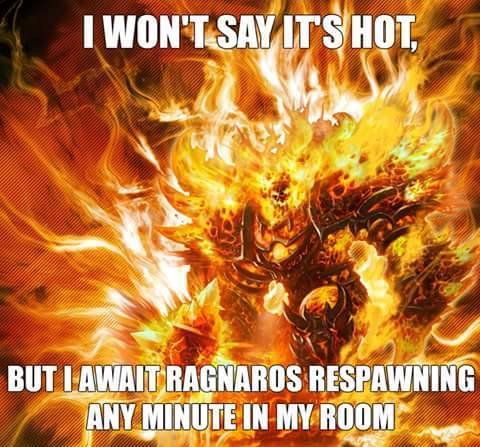 I WON'T SAY IT'S HOT,
BUT I AWAIT RAGNAROS RESPAWNING
ANY MINUTE IN MY ROOM